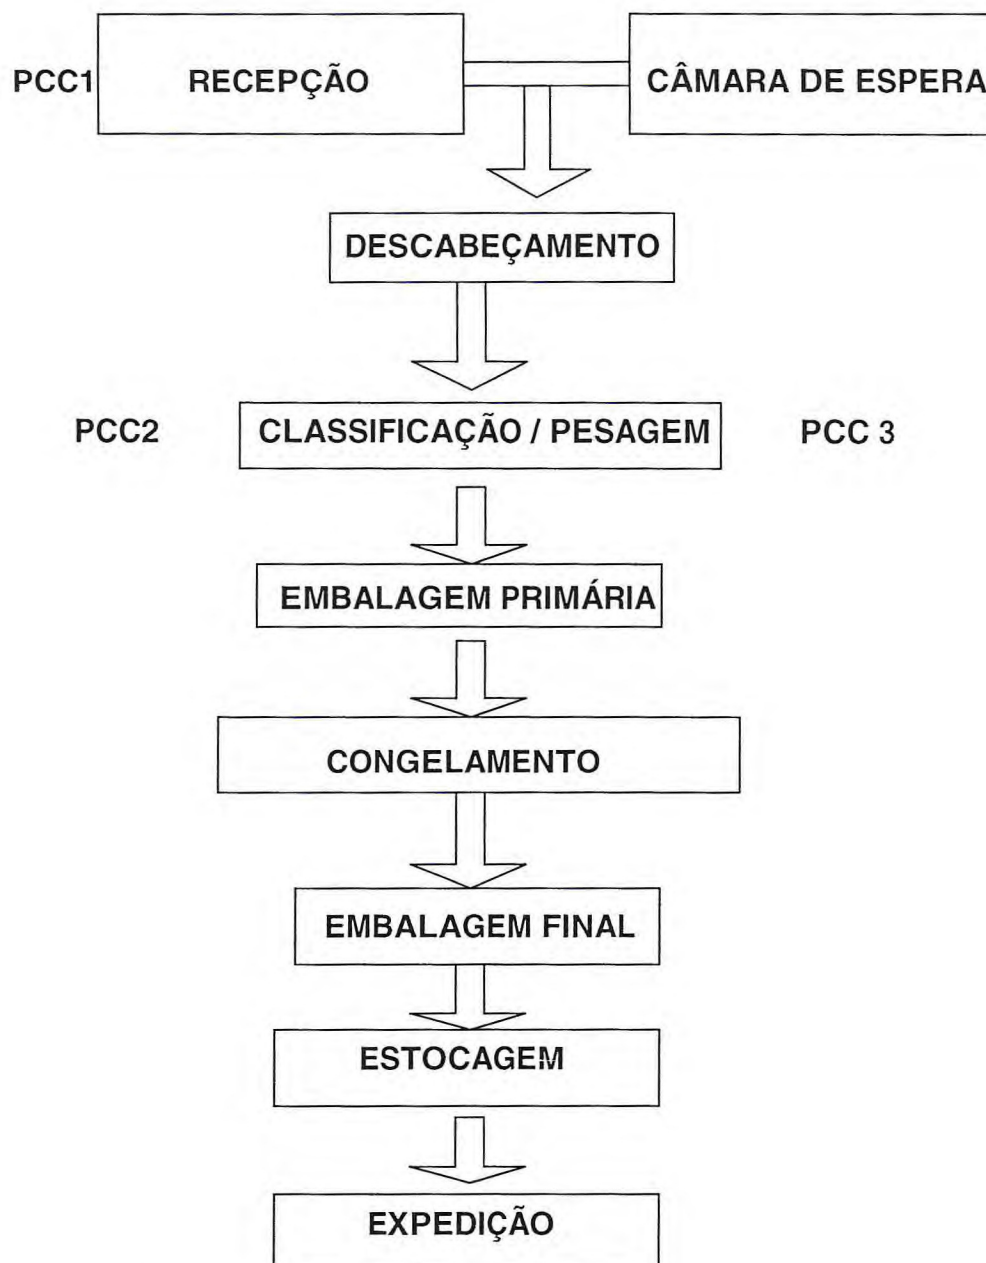 PCC1 RECEPÇÃO CÂMARA DE ESPERA
DESCABEÇAMENTO
PCC2 CLASSIFICAÇÃO / PESAGEM PCC 3
EMBALAGEM PRIMÁRIA
CONGELAMENTO
EMBALAGEM FINAL
ESTOCAGEM
EXPEDIÇÃO